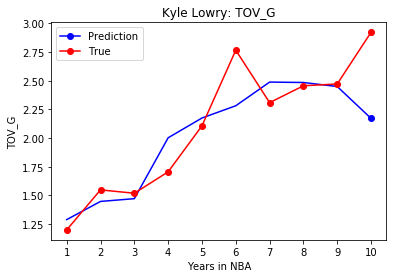 Kyle Lowry: TOV_G
Prediction
True
3.00
2.75
2.50
2.25
2.00
1.75
1.50
1.25
TOV_G
1 2 3 4 5 6 7 8 9 10
Years in NBA